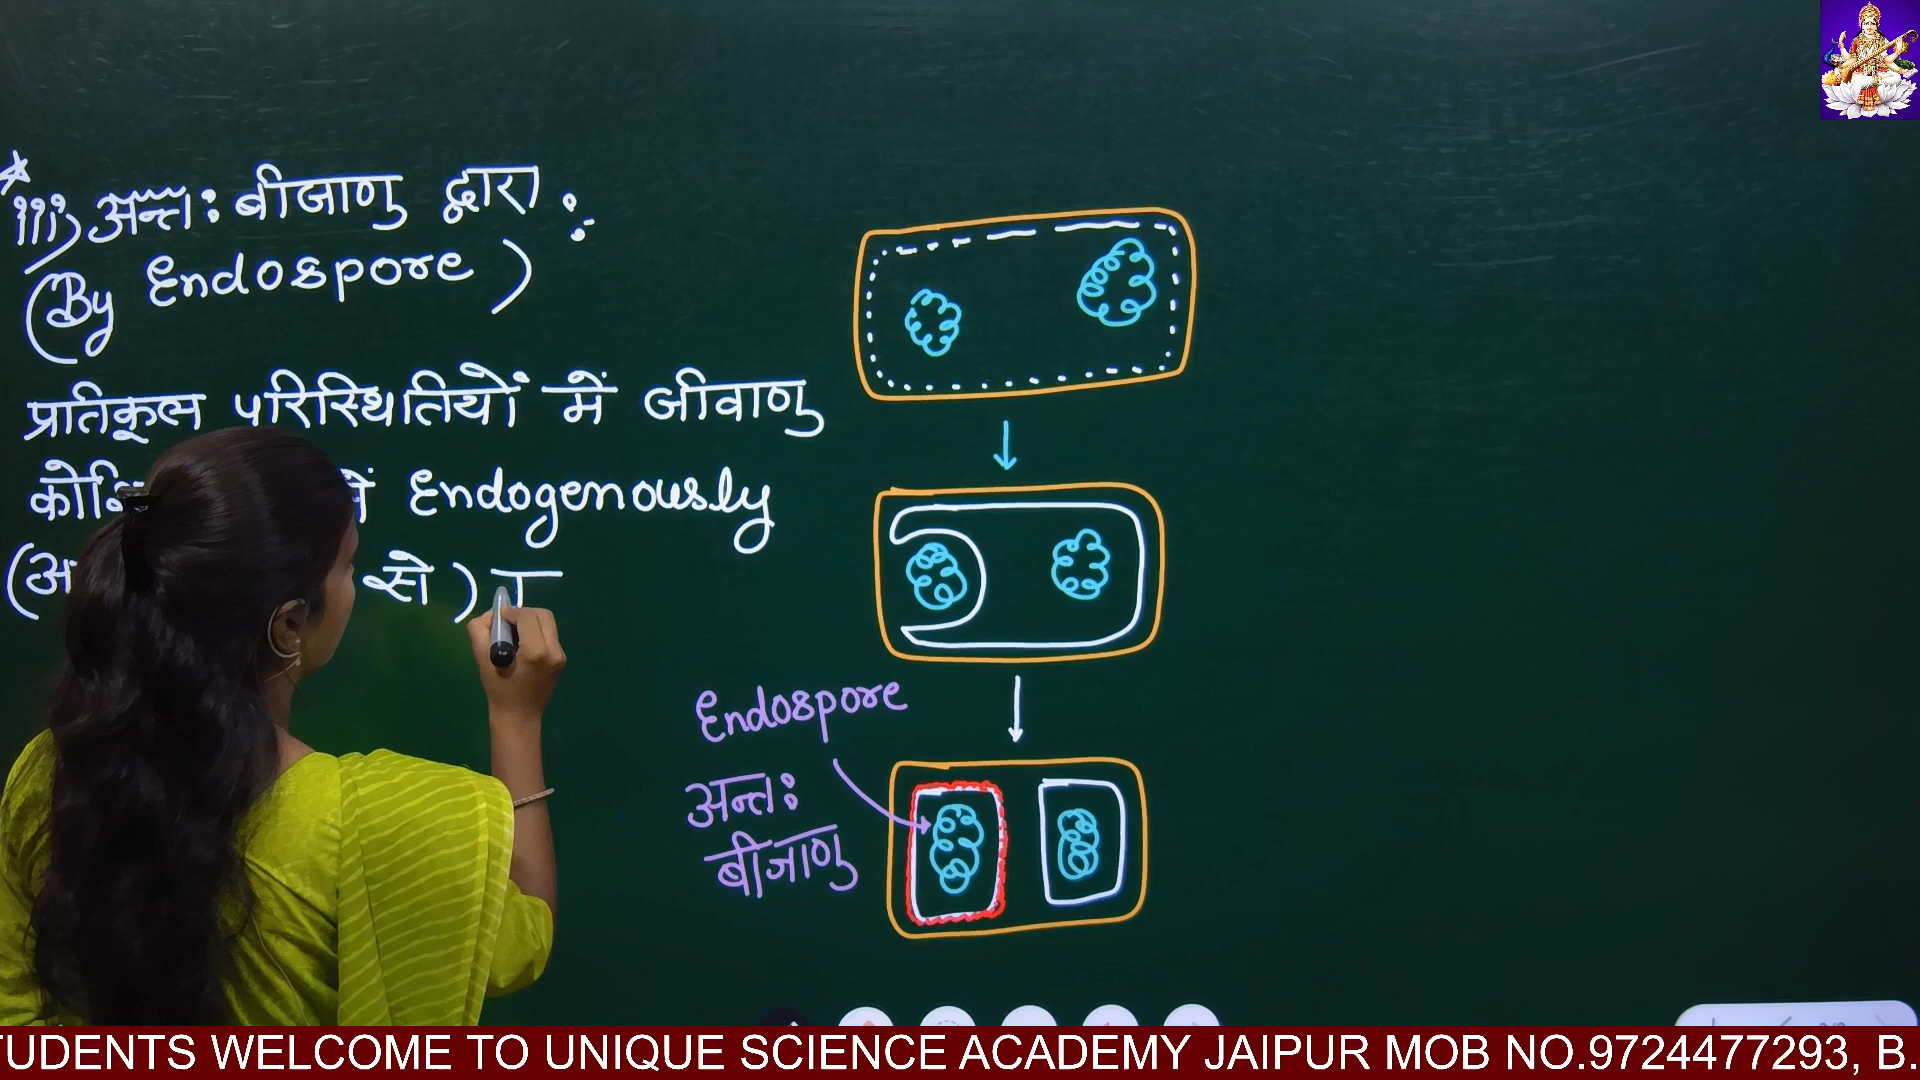 iii) अन्तः बीजाणु द्वारा :-
(By Endospore)
प्रतिकूल परिस्थितियों में जीवाणु
में Endogenously
से)
Endospore
अन्तः
बीजाणु
TUDENTS WELCOME TO UNIQUE SCIENCE ACADEMY JAIPUR MOB NO.9724477293, B.